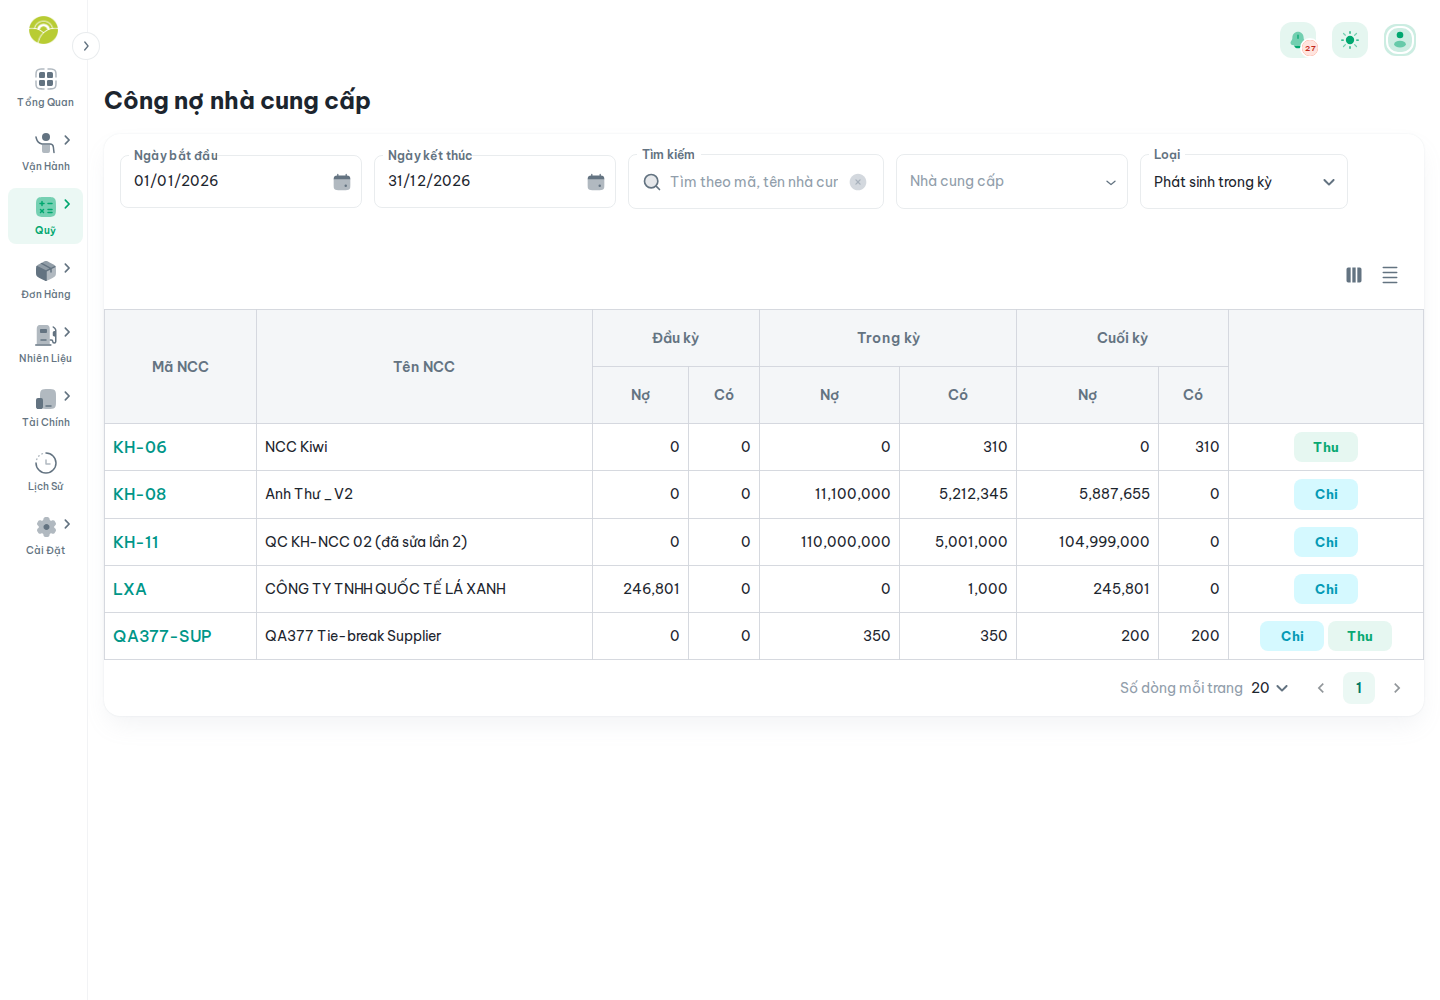 27
Tổng Quan
Vận Hành
Quỹ
Đơn Hàng
Nhiên Liệu
Tài Chính
Lịch Sử
Cài Đặt
Công nợ nhà cung cấp
Ngày bắt đầu
01/01/2026
Ngày kết thúc
31/12/2026
Tìm kiếm
Tìm theo mã, tên nhà cur
Nhà cung cấp
Loại
Phát sinh trong kỳ
Mã NCC Tên NCC Đầu kỳ Trong kỳ Cuối kỳ
Nợ Có Nợ Có Nợ Có
KH-06 NCC Kiwi 0 0 0 310 0 310 Thu
KH-08 Anh Thư _ V2 0 0 11,100,000 5,212,345 5,887,655 0 Chi
KH-11 QC KH-NCC 02 (đã sửa lần 2) 0 0 110,000,000 5,001,000 104,999,000 0 Chi
LXA CÔNG TY TNHH QUỐC TẾ LÁ XANH 246,801 0 0 1,000 245,801 0 Chi
QA377-SUP QA377 Tie-break Supplier 0 0 350 350 200 200 Chi Thu
Số dòng mỗi trang 20 1